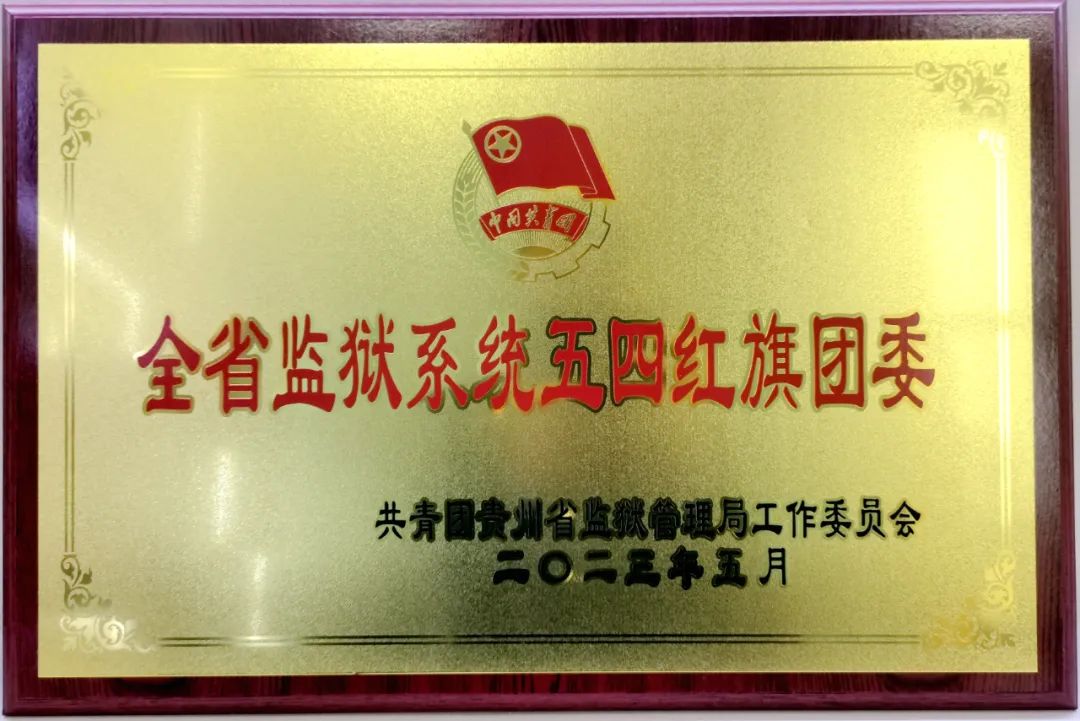 中国共青团
全省监狱系统五四红旗团委
共青团贵州省监狱管理局工作委员会
二〇二三年五月